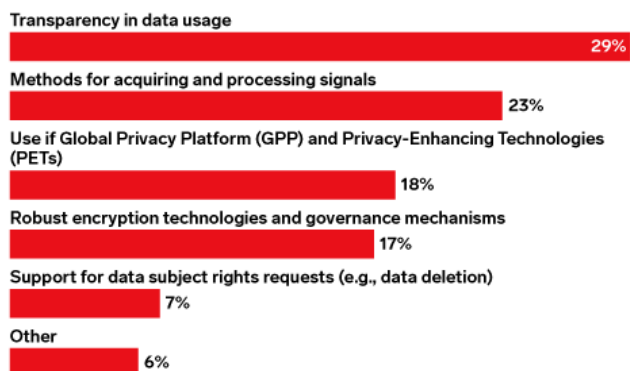 Transparency in data usage
29%
Methods for acquiring and processing signals
23%
Use if Global Privacy Platform (GPP) and Privacy-Enhancing Technologies
(PETs)
18%
Robust encryption technologies and governance mechanisms
17%
Support for data subject rights requests (e.g., data deletion)
7%
Other
6%